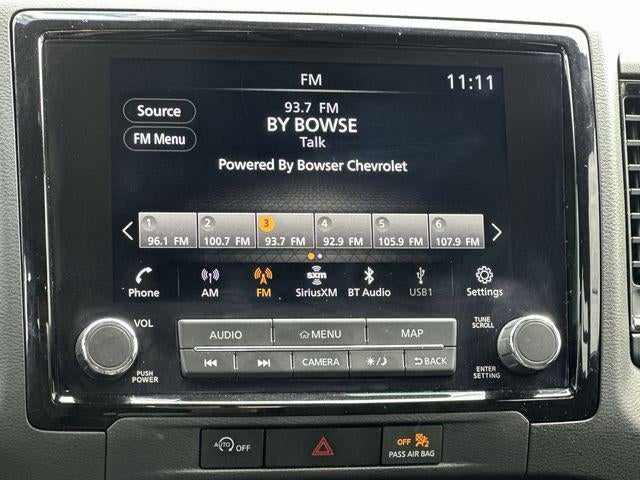 FM
11:11
Source
93.7 FM
FM Menu
BY BOWSE
Talk
Powered By Bowser Chevrolet
1 2 3 4 5 6
96.1 FM 100.7 FM 93.7 FM 92.9 FM 105.9 FM 107.9 FM
sxm
Phone AM FM SiriusXM BT Audio USB1 Settings
VOL
AUDIO MENU MAP
TUNE
SCROLL
PUSH
POWER
CAMERA BACK
ENTER
SETTING
AUTO OFF
OFF 2
PASS AIR BAG